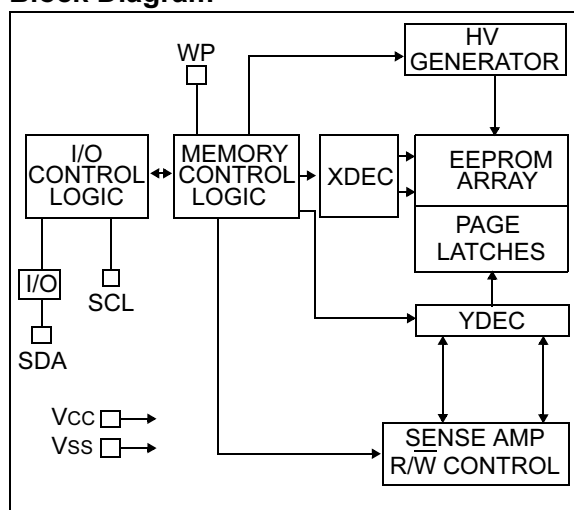 Block Diagram
HV
GENERATOR
WP
I/O
CONTROL
LOGIC
MEMORY
CONTROL
LOGIC
XDEC
EEPROM
ARRAY
PAGE
LATCHES
I/O
SCL
SDA
YDEC
VCC
VSS
SENSE AMP
R/W̅ CONTROL